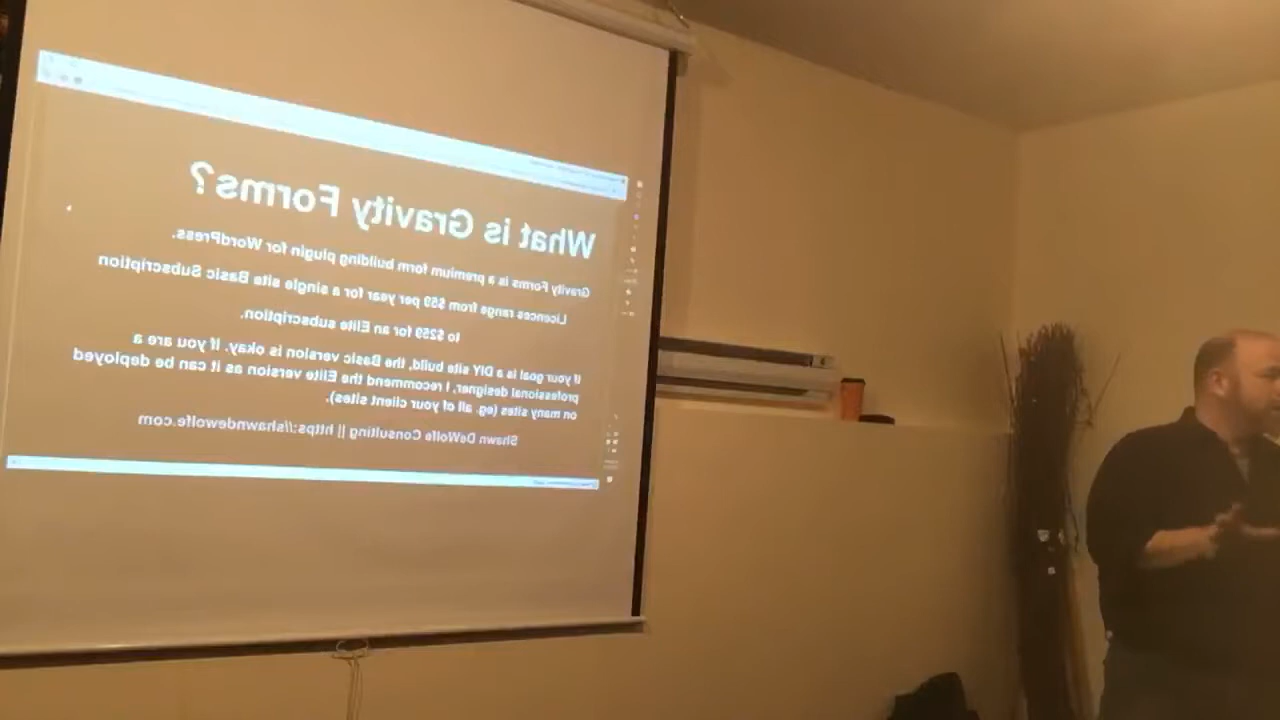 What is Gravity Forms?
Gravity Forms is a premium form building plugin for WordPress.
Licences range from $59 per year for a single site Basic Subscription
to $259 for an Elite subscription.
If your goal is a DIY site build, the Basic version is okay. If you are a
professional designer, I recommend the Elite version as it can be deployed
on many sites (eg. all of your client sites).
Shawn DeWolfe Consulting || https://shawndewolfe.com